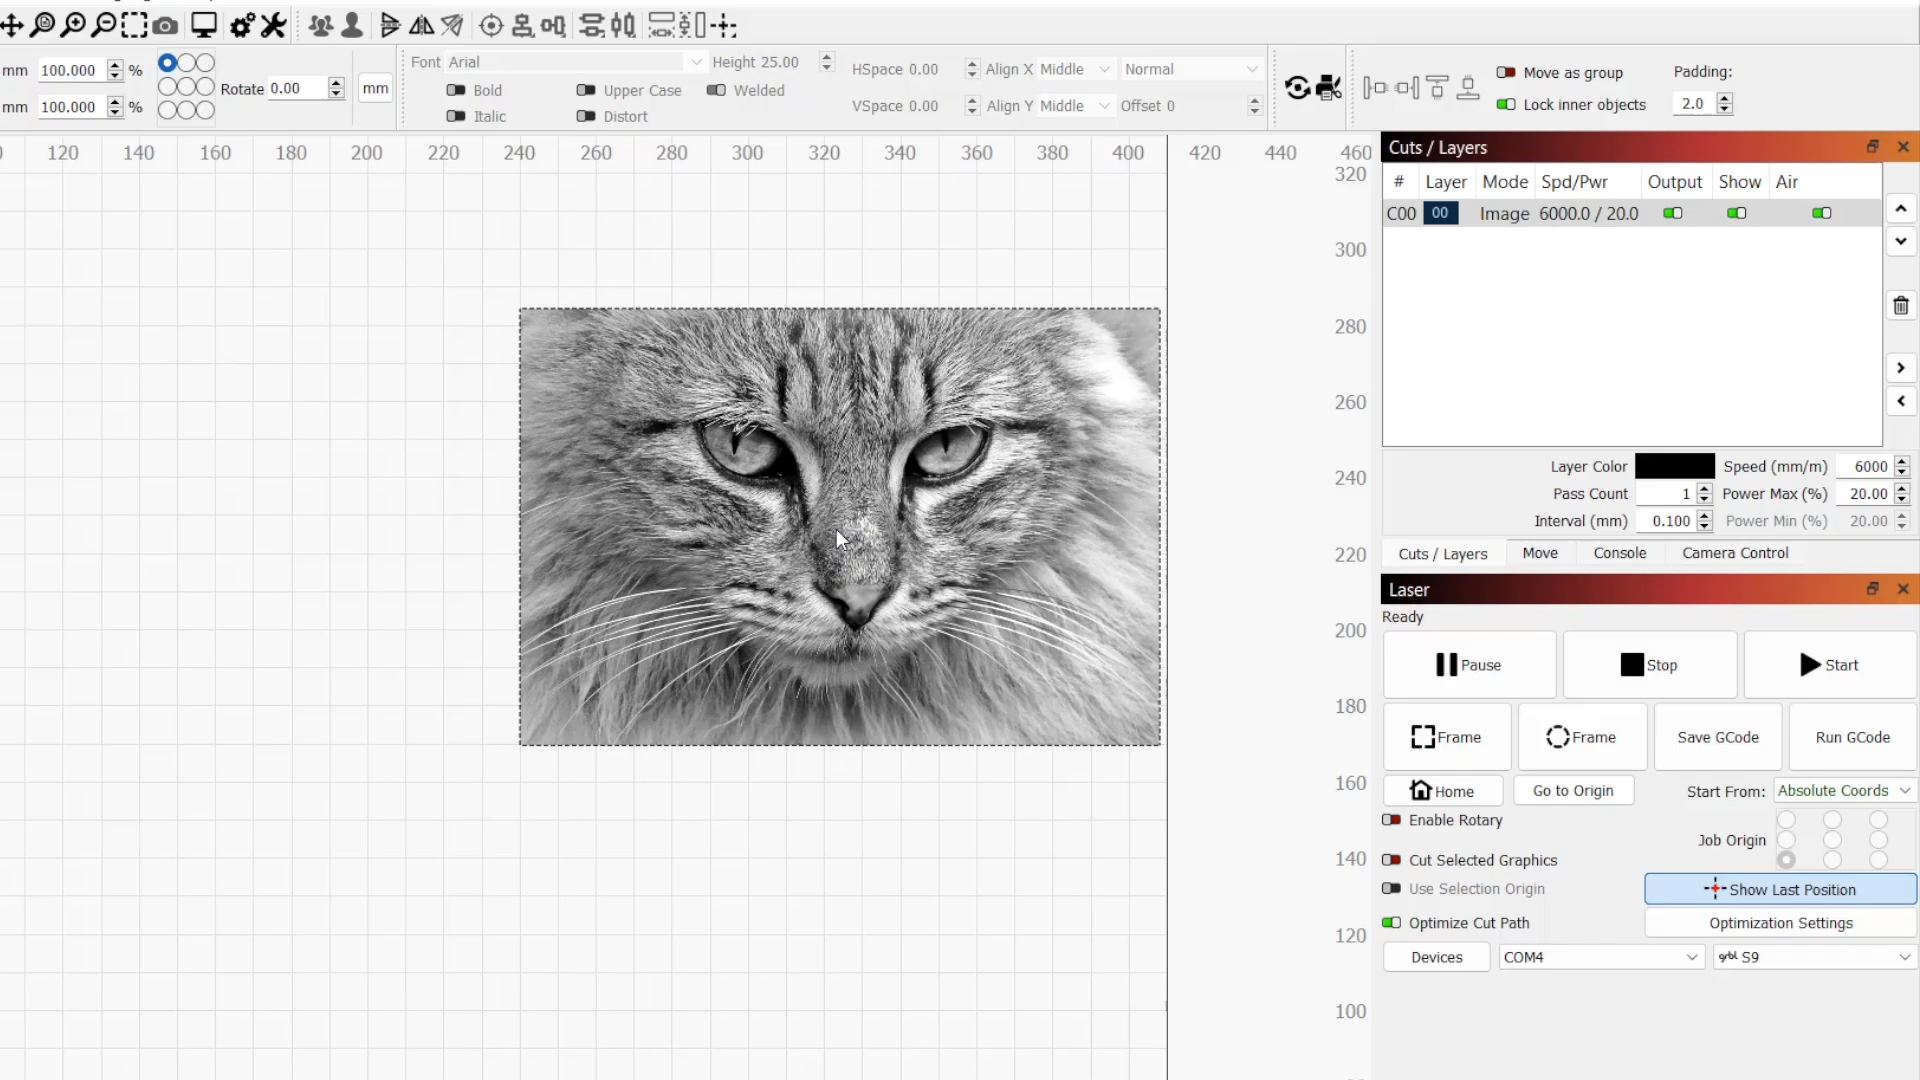 Font Arial Height 25.00
mm 100.000 % HSpace 0.00 Align X Middle Normal Move as group Padding:
Rotate 0.00 mm Bold Upper Case Welded
mm 100.000 % VSpace 0.00 Align Y Middle Offset 0 Lock inner objects 2.0
Italic Distort
0 120 140 160 180 200 220 240 260 280 300 320 340 360 380 400 420 440 460
320
300
280
260
240
220
200
180
160
140
120
100
Cuts / Layers
# Layer Mode Spd/Pwr Output Show Air
C00 00 Image 6000.0 / 20.0
Layer Color Speed (mm/m) 6000
Pass Count 1 Power Max (%) 20.00
Interval (mm) 0.100 Power Min (%) 20.00
Cuts / Layers Move Console Camera Control
Laser
Ready
Pause Stop Start
Frame Frame Save GCode Run GCode
Home Go to Origin Start From: Absolute Coords
Enable Rotary
Job Origin
Cut Selected Graphics
Use Selection Origin Show Last Position
Optimize Cut Path Optimization Settings
Devices COM4 grbl S9